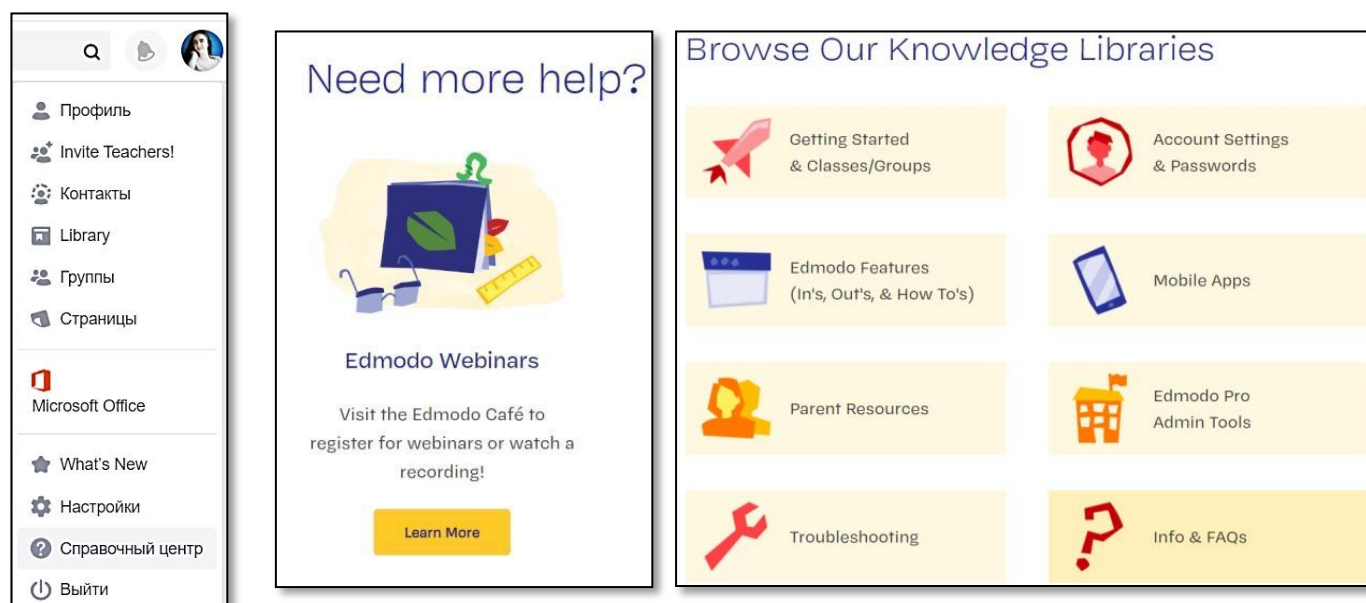 Профиль
Invite Teachers!
Контакты
Library
Группы
Страницы
Microsoft Office
What's New
Настройки
Справочный центр
Выйти
Need more help?
Edmodo Webinars
Visit the Edmodo Café to
register for webinars or watch a
recording!
Learn More
Browse Our Knowledge Libraries
Getting Started
& Classes/Groups
Account Settings
& Passwords
Edmodo Features
(In's, Out's, & How To's)
Mobile Apps
Parent Resources
Edmodo Pro
Admin Tools
Troubleshooting
Info & FAQs